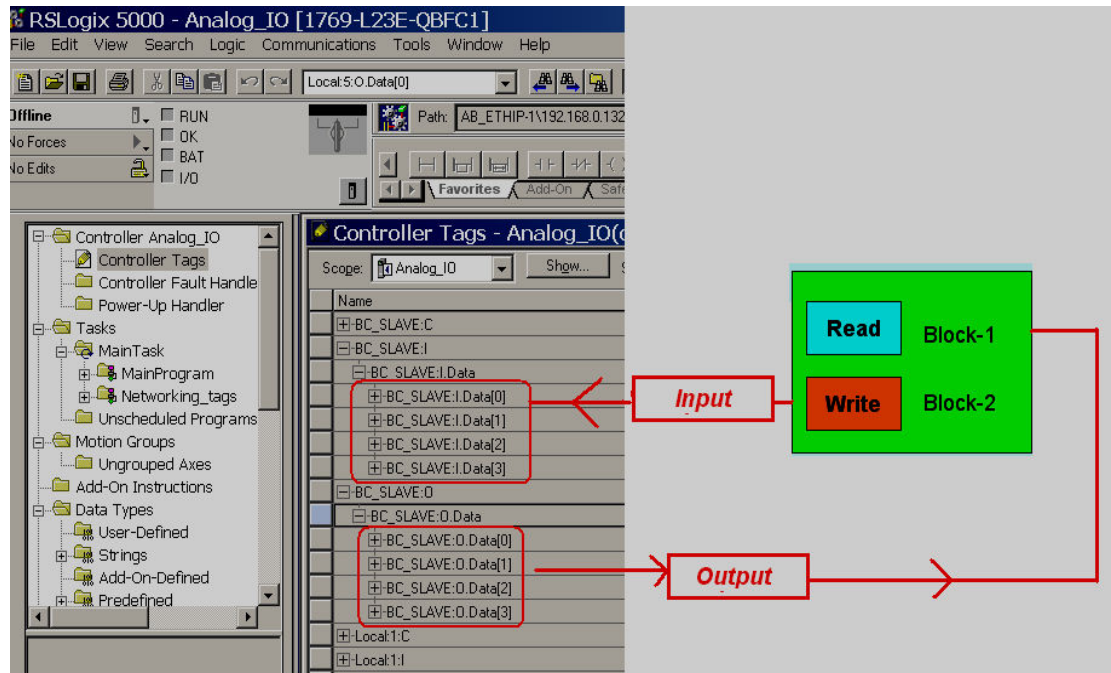 RSLogix 5000 - Analog_IO [1769-L23E-QBFC1]
File Edit View Search Logic Communications Tools Window Help
Local:5:O.Data[0]
Offline
RUN
No Forces
OK
No Edits
BAT
I/O
Path: AB_ETHIP-1\192.168.0.132
Favorites Add-On Safe
Controller Analog_IO
Controller Tags
Controller Fault Handle
Power-Up Handler
Tasks
MainTask
MainProgram
Networking_tags
Unscheduled Programs
Motion Groups
Ungrouped Axes
Add-On Instructions
Data Types
User-Defined
Strings
Add-On-Defined
Predefined
Controller Tags - Analog_IO(c
Scope: Analog_IO Show...
Name
BC_SLAVE:C
BC_SLAVE:I
BC_SLAVE:I.Data
BC_SLAVE:I.Data[0]
BC_SLAVE:I.Data[1]
BC_SLAVE:I.Data[2]
BC_SLAVE:I.Data[3]
BC_SLAVE:O
BC_SLAVE:O.Data
BC_SLAVE:O.Data[0]
BC_SLAVE:O.Data[1]
BC_SLAVE:O.Data[2]
BC_SLAVE:O.Data[3]
Local:1:C
Local:1:I
Input
Output
Read Block-1
Write Block-2